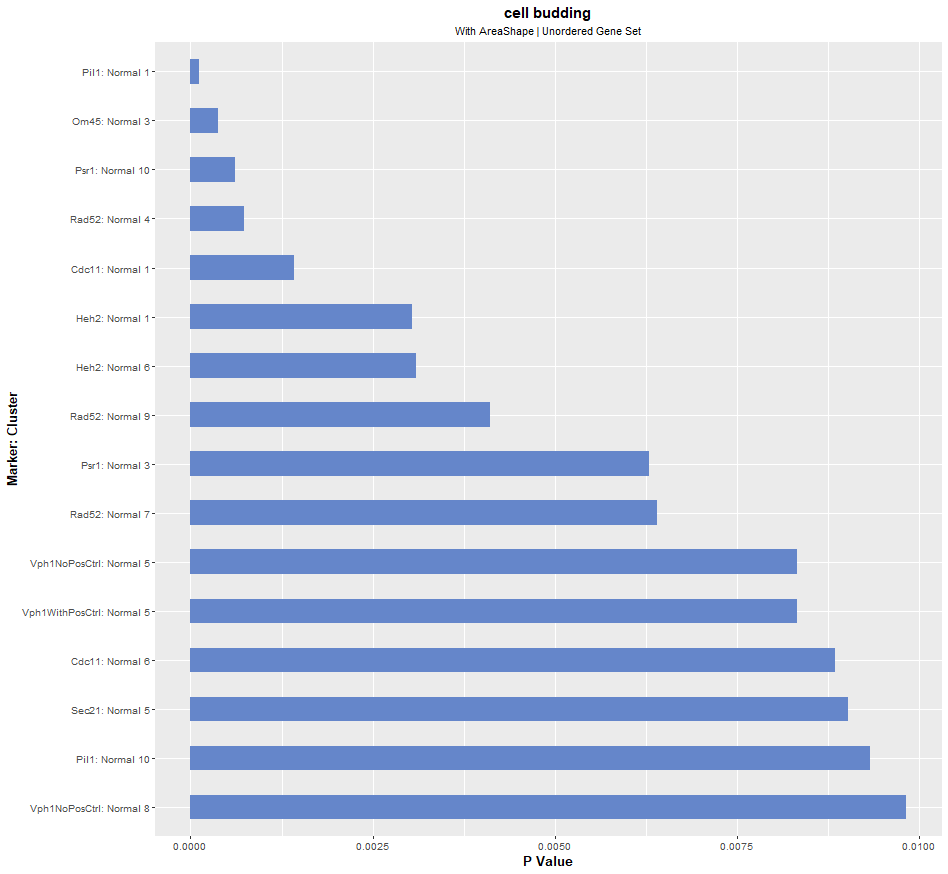 cell budding
With AreaShape | Unordered Gene Set
Pil1: Normal 1
Om45: Normal 3
Psr1: Normal 10
Rad52: Normal 4
Cdc11: Normal 1
Heh2: Normal 1
Heh2: Normal 6
Rad52: Normal 9
Psr1: Normal 3
Rad52: Normal 7
Vph1NoPosCtrl: Normal 5
Vph1WithPosCtrl: Normal 5
Cdc11: Normal 6
Sec21: Normal 5
Pil1: Normal 10
Vph1NoPosCtrl: Normal 8
Marker: Cluster
0.0000 0.0025 0.0050 0.0075 0.0100
P Value